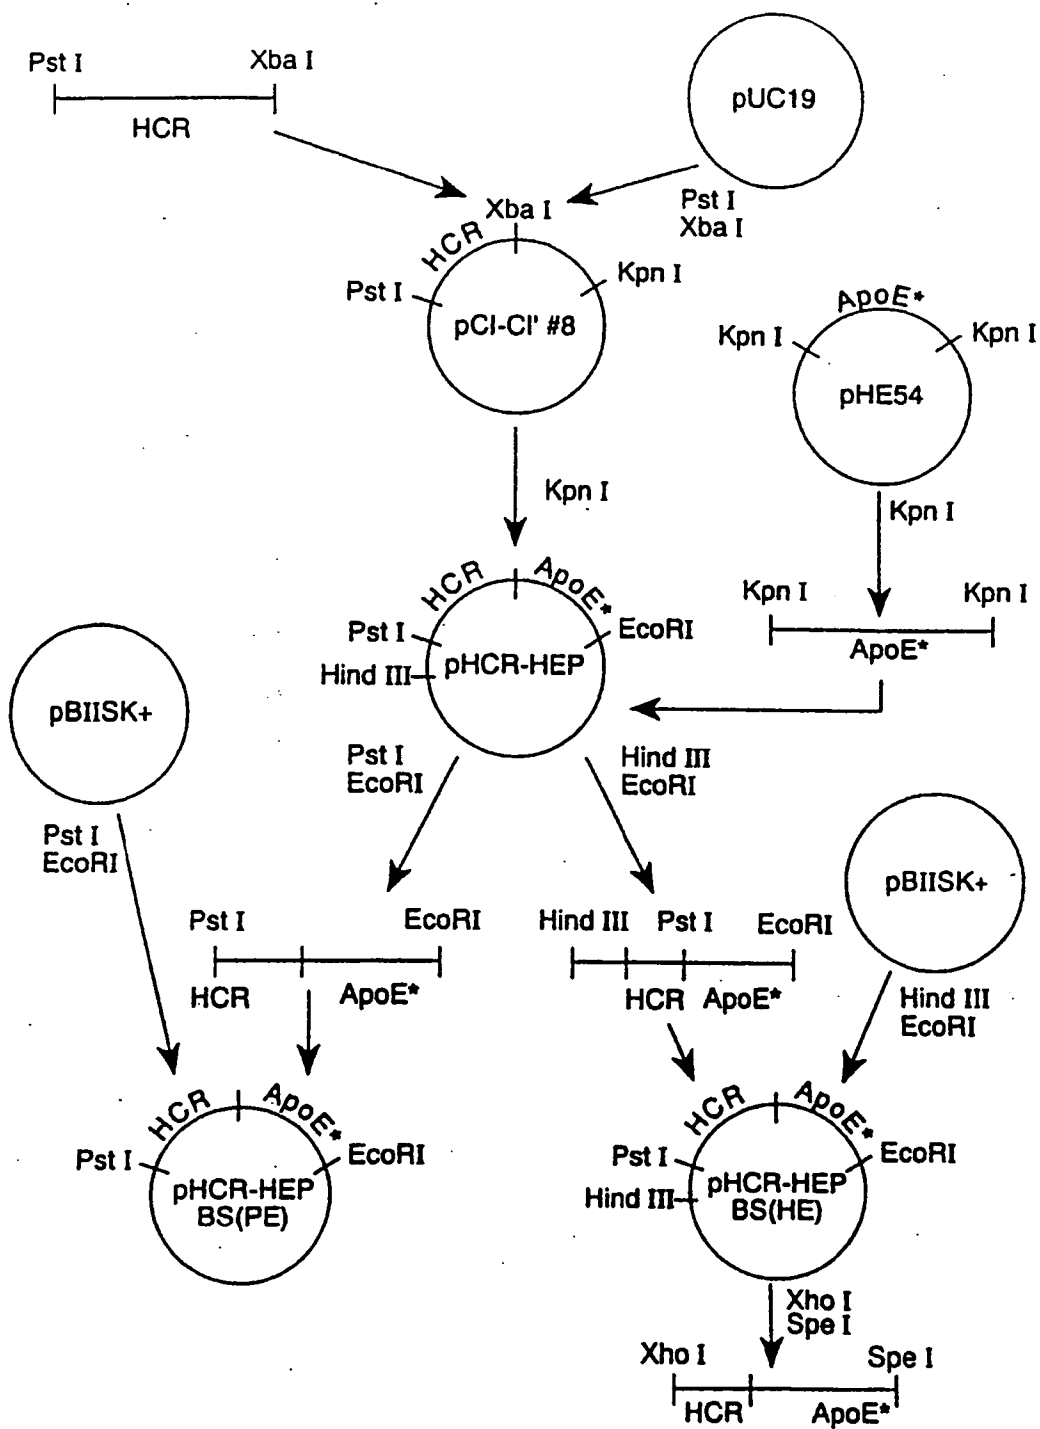 Pst I
Xba I
HCR
pUC19
Pst I
Xba I
Xba I
HCR
Pst I
Kpn I
pCI-CI' #8
ApoE*
Kpn I
Kpn I
pHE54
Kpn I
Kpn I
Kpn I
Kpn I
ApoE*
HCR
ApoE*
Pst I
EcoRI
Hind III
pHCR-HEP
pBIISK+
Pst I
EcoRI
Pst I
EcoRI
Hind III
EcoRI
pBIISK+
Pst I
EcoRI
HCR
ApoE*
Hind III
Pst I
EcoRI
HCR
ApoE*
Hind III
EcoRI
HCR
ApoE*
Pst I
EcoRI
pHCR-HEP
BS(PE)
HCR
ApoE*
Pst I
EcoRI
Hind III
pHCR-HEP
BS(HE)
Xho I
Spe I
Xho I
Spe I
HCR
ApoE*